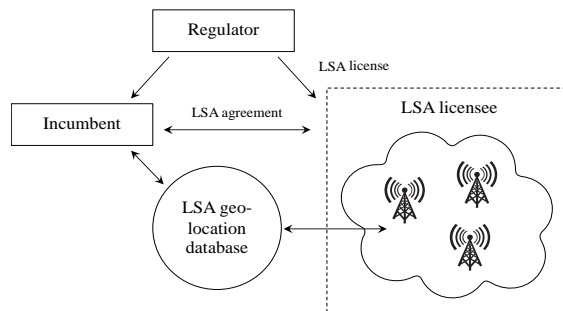 Regulator
LSA license
LSA agreement
Incumbent
LSA licensee
LSA geo-
location
database